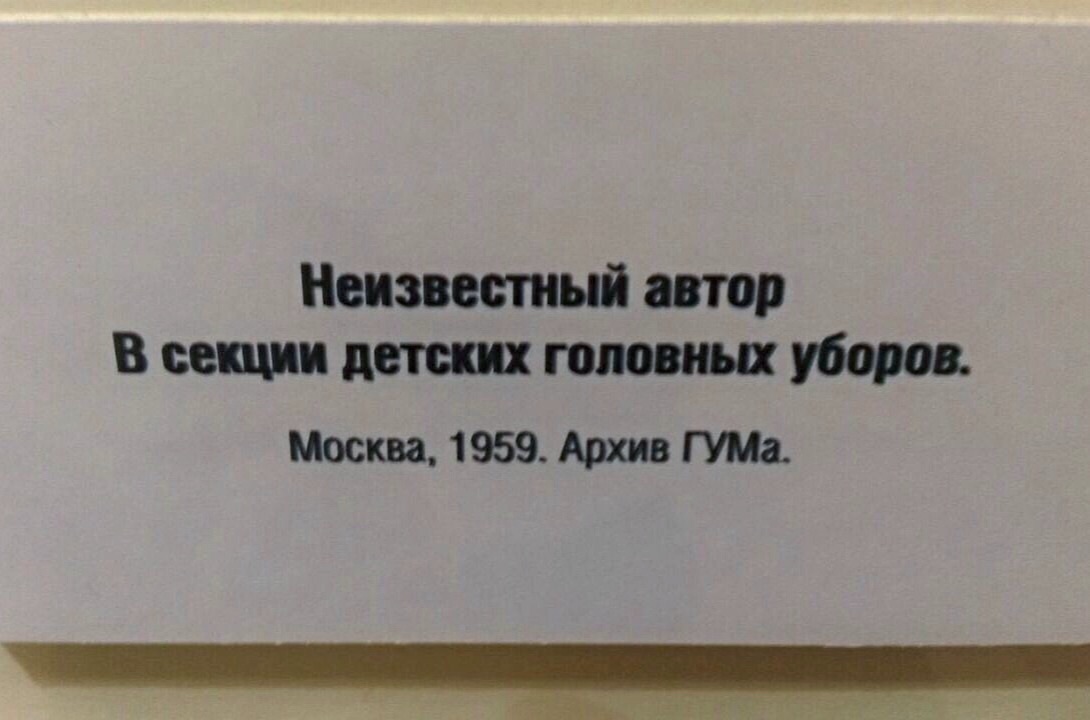 Неизвестный автор
В секции детских головных уборов.
Москва, 1959. Архив ГУМа.